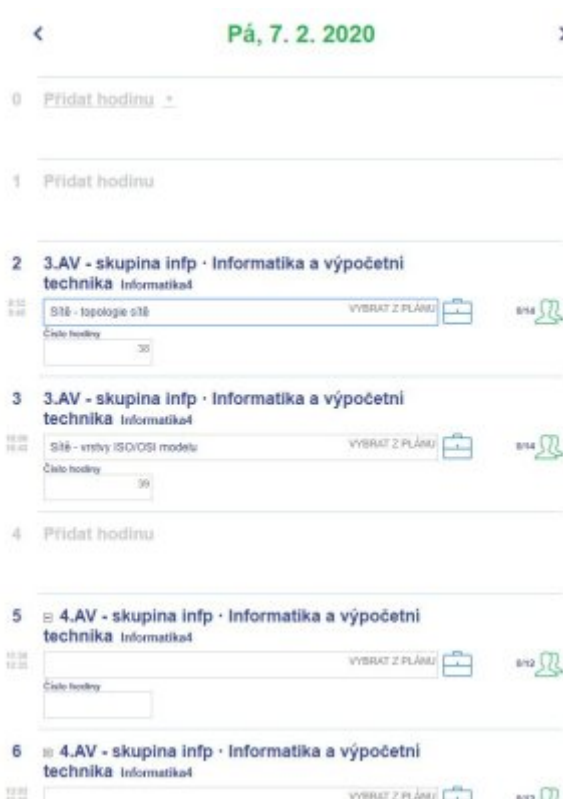 Pá, 7. 2. 2020
0 Přidat hodinu
1 Přidat hodinu
2 3.AV - skupina infp · Informatika a výpočetní
technika Informatika4
Sítě - topologie sítě VYBRAT Z PLÁNU
Číslo hodiny
38
3 3.AV - skupina infp · Informatika a výpočetní
technika Informatika4
Sítě - vrstvy ISO/OSI modelu VYBRAT Z PLÁNU
Číslo hodiny
39
4 Přidat hodinu
5 4.AV - skupina infp · Informatika a výpočetní
technika Informatika4
VYBRAT Z PLÁNU
Číslo hodiny
6 4.AV - skupina infp · Informatika a výpočetní
technika Informatika4
VYBRAT Z PLÁNU